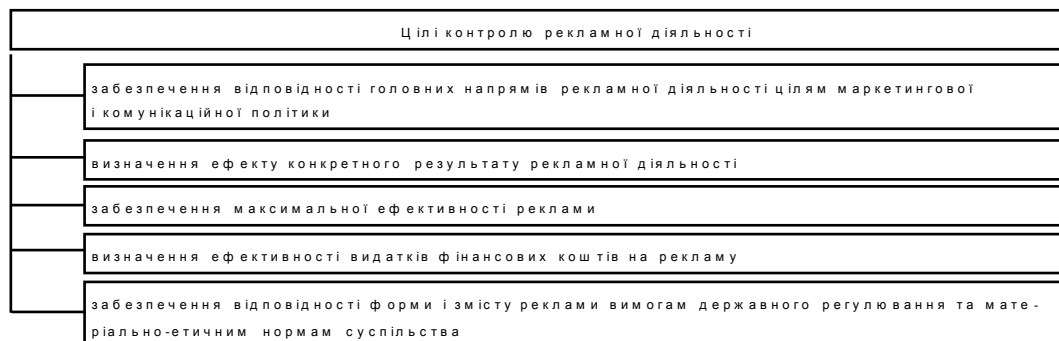 Цілі контролю рекламної діяльності
забезпечення відповідності головних напрямів рекламної діяльності цілям маркетингової
і комунікаційної політики
визначення ефекту конкретного результату рекламної діяльності
забезпечення максимальної ефективності реклами
визначення ефективності видатків фінансових коштів на рекламу
забезпечення відповідності форми і змісту реклами вимогам державного регулювання та мате-
ріально-етичним нормам суспільства